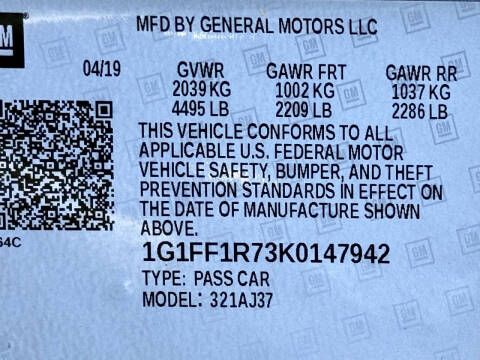 GM ®
MFD BY GENERAL MOTORS LLC
04/19 GVWR GAWR FRT GAWR RR
2039 KG 1002 KG 1037 KG
4495 LB 2209 LB 2286 LB
THIS VEHICLE CONFORMS TO ALL
APPLICABLE U.S. FEDERAL MOTOR
VEHICLE SAFETY, BUMPER, AND THEFT
PREVENTION STANDARDS IN EFFECT ON
THE DATE OF MANUFACTURE SHOWN
ABOVE.
64C
1G1FF1R73K0147942
TYPE: PASS CAR
MODEL: 321AJ37